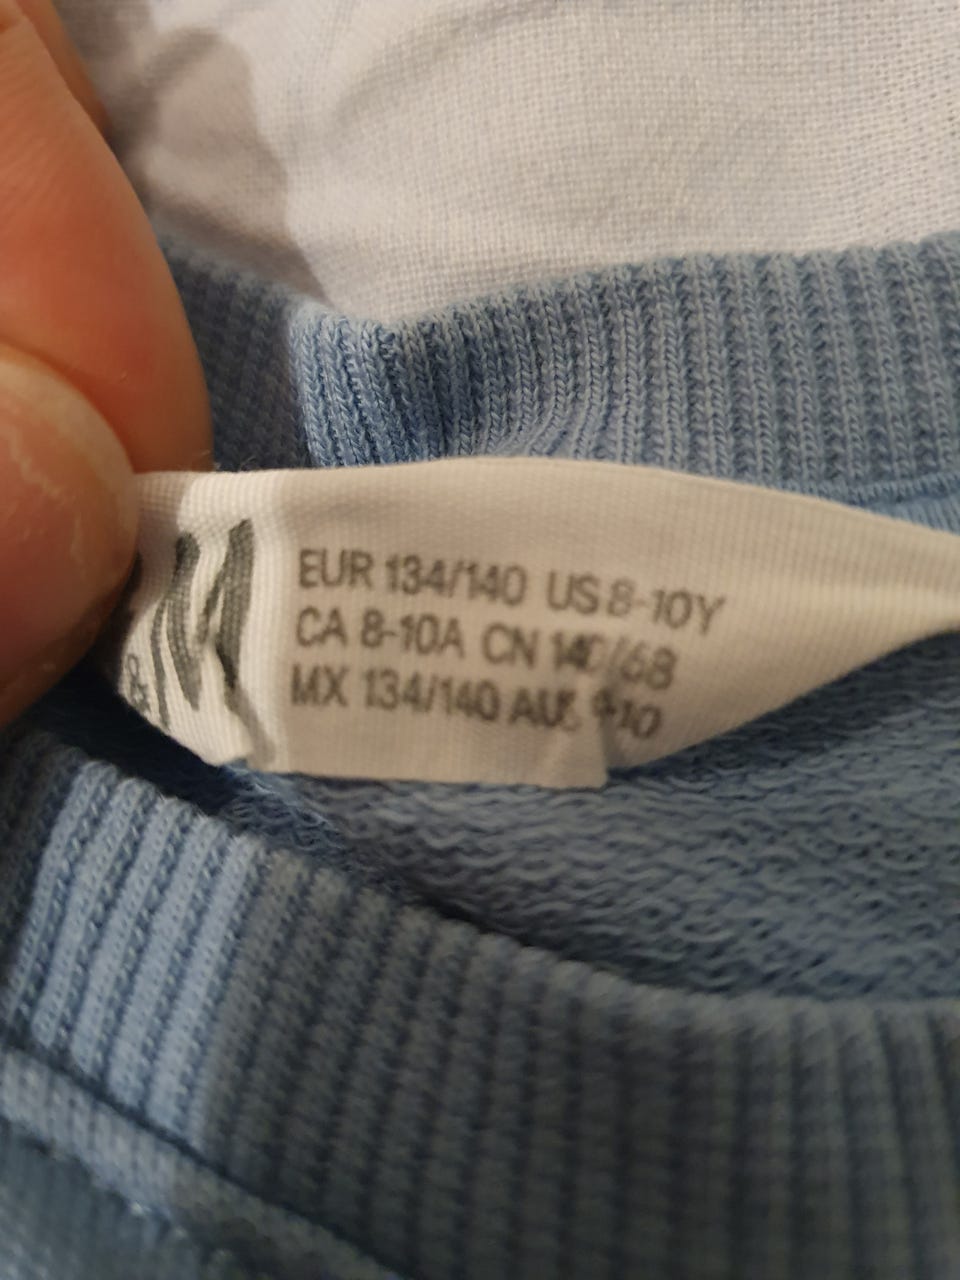 &M
EUR 134/140 US 8-10Y
CA 8-10A CN 140/68
MX 134/140